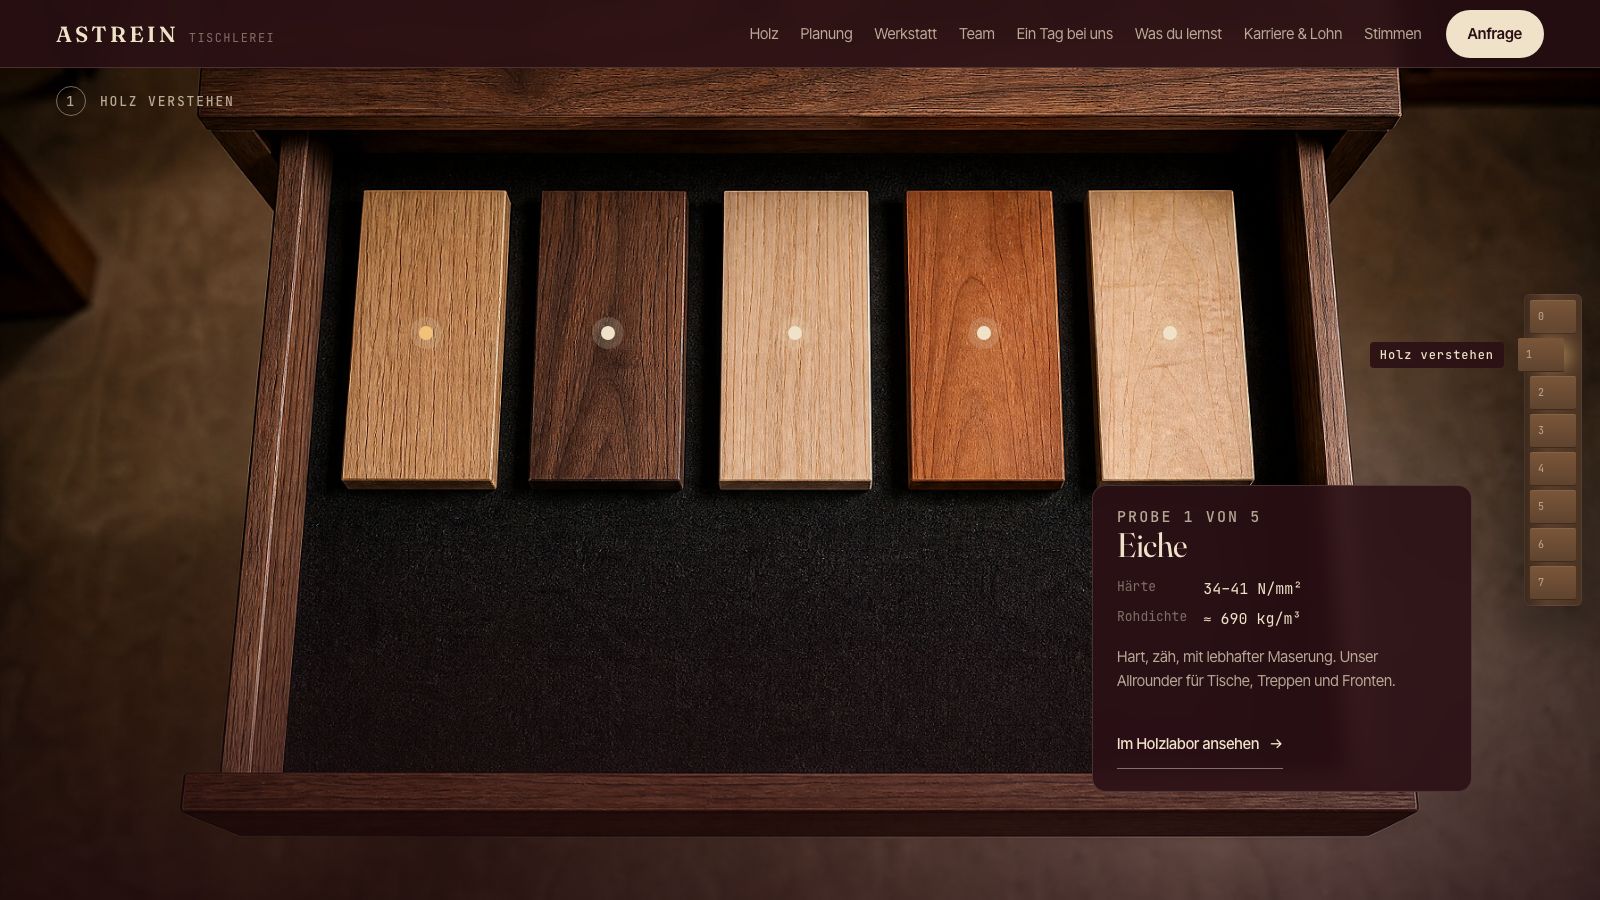 ASTREIN TISCHLEREI
Holz Planung Werkstatt Team Ein Tag bei uns Was du lernst Karriere & Lohn Stimmen Anfrage
1 HOLZ VERSTEHEN
0
Holz verstehen 1
2
3
4
5
6
7
PROBE 1 VON 5
Eiche
Härte 34–41 N/mm²
Rohdichte ≈ 690 kg/m³
Hart, zäh, mit lebhafter Maserung. Unser
Allrounder für Tische, Treppen und Fronten.
Im Holzlabor ansehen →